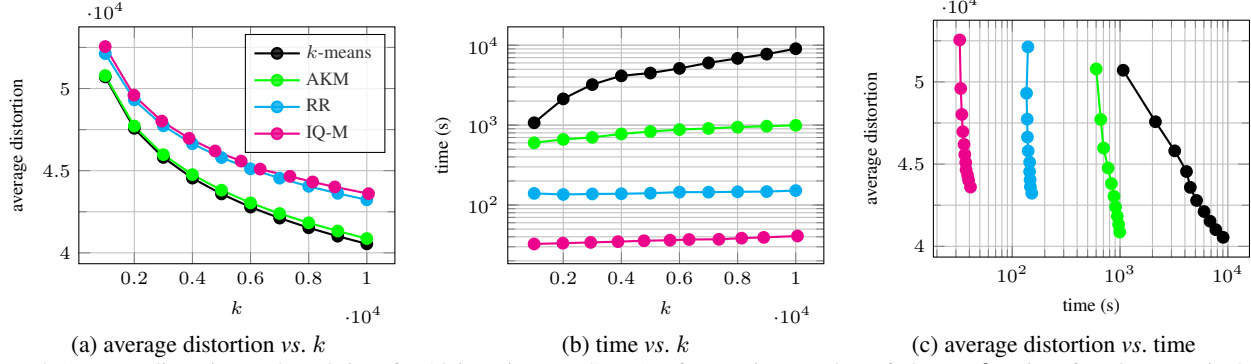 ·10^4
5
4.5
4
average distortion
0.2 0.4 0.6 0.8 1
k
·10^4
k-means
AKM
RR
IQ-M
(a) average distortion vs. k
10^4
10^3
10^2
time (s)
0.2 0.4 0.6 0.8 1
k
·10^4
(b) time vs. k
·10^4
5
4.5
4
average distortion
10^2 10^3 10^4
time (s)
(c) average distortion vs. time